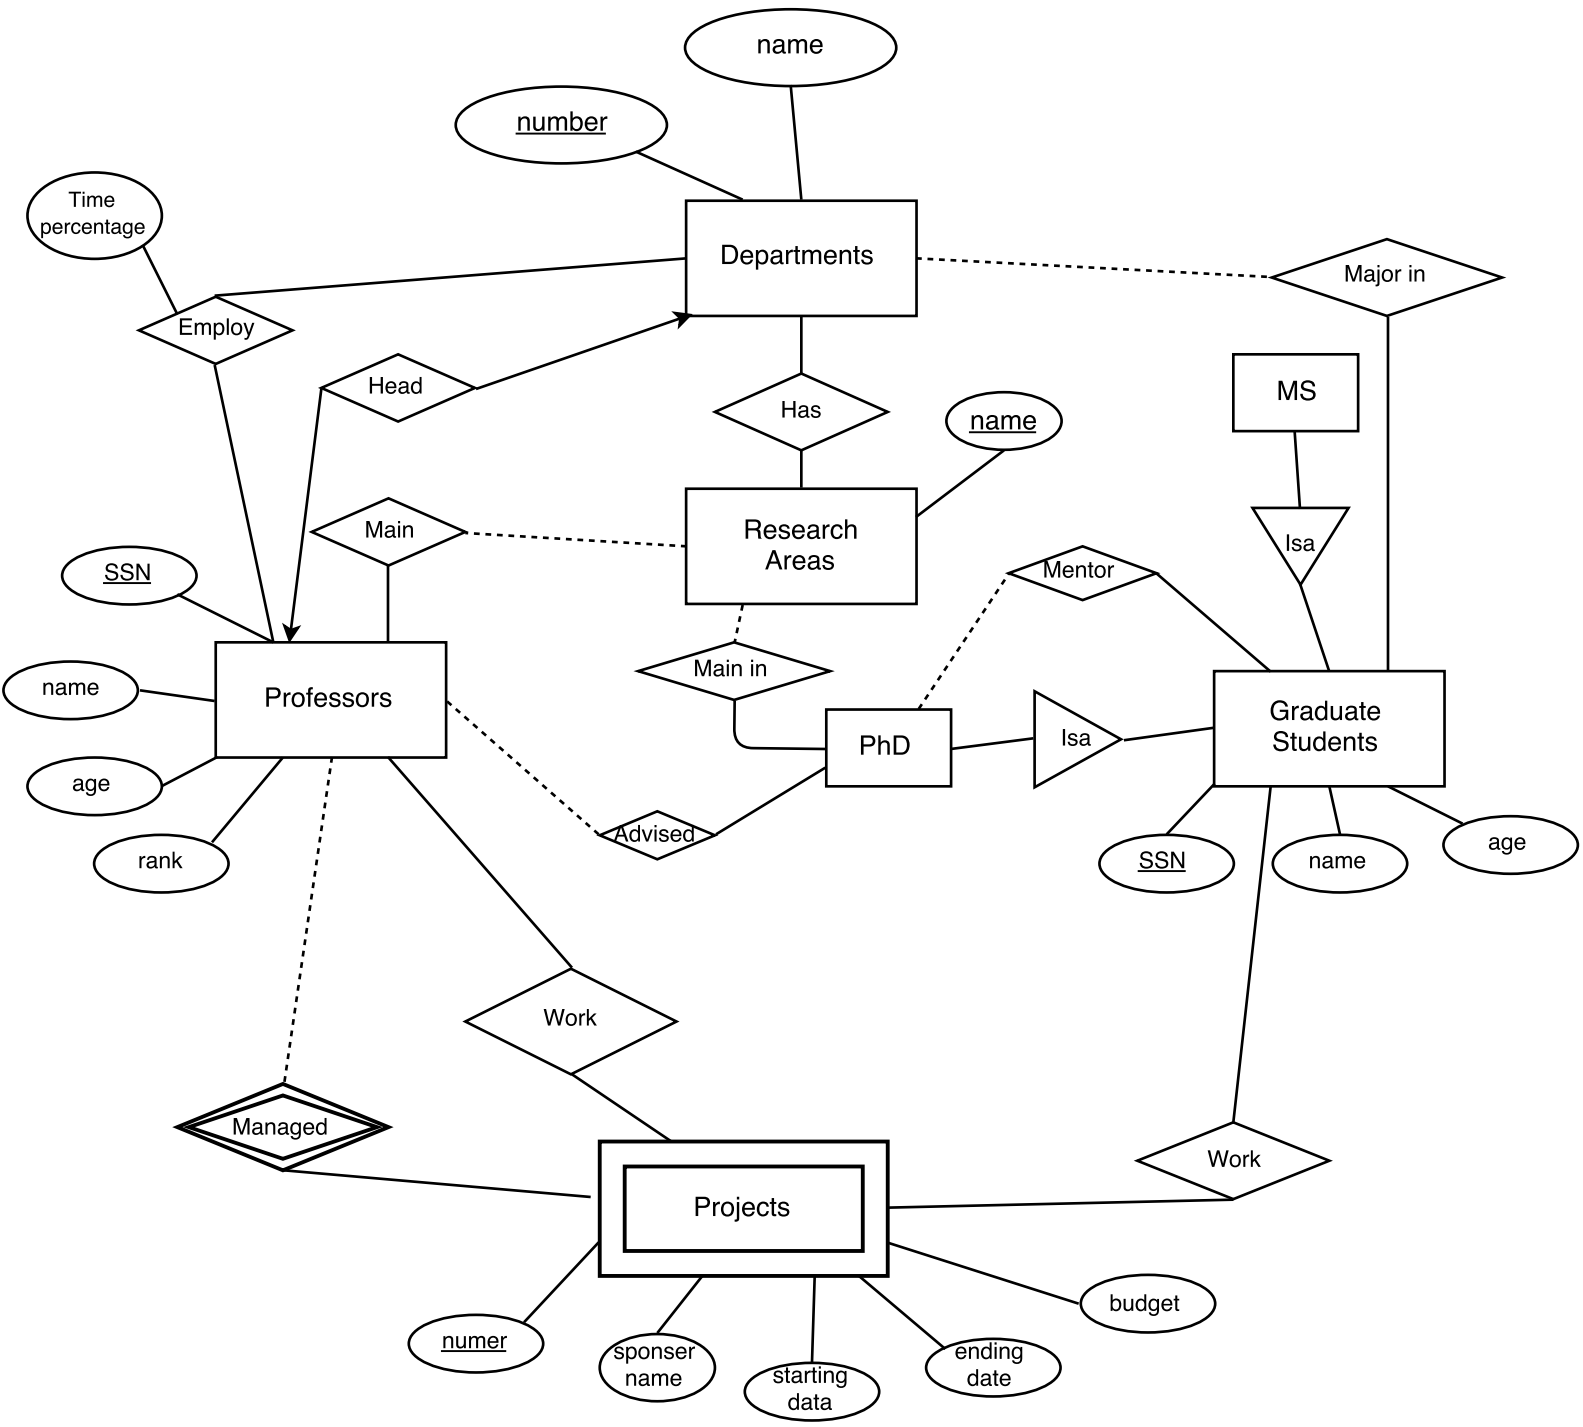 name
number
Time
percentage
Departments
Major in
Employ
Head
MS
Has
name
Main
Research
Areas
Isa
SSN
Mentor
name
Professors
Main in
PhD
Isa
Graduate
Students
age
rank
Advised
SSN
name
age
Work
Managed
Work
Projects
numer
sponser
name
starting
data
ending
date
budget